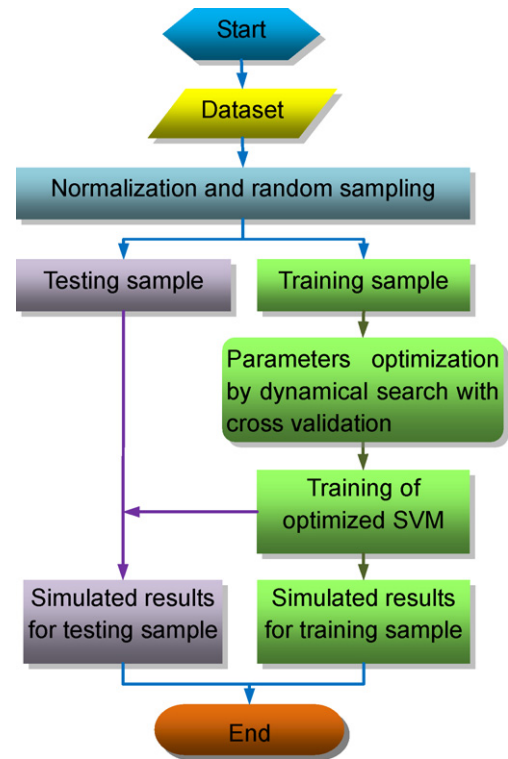 Start
Dataset
Normalization and random sampling
Testing sample
Training sample
Parameters optimization
by dynamical search with
cross validation
Training of
optimized SVM
Simulated results
for testing sample
Simulated results
for training sample
End